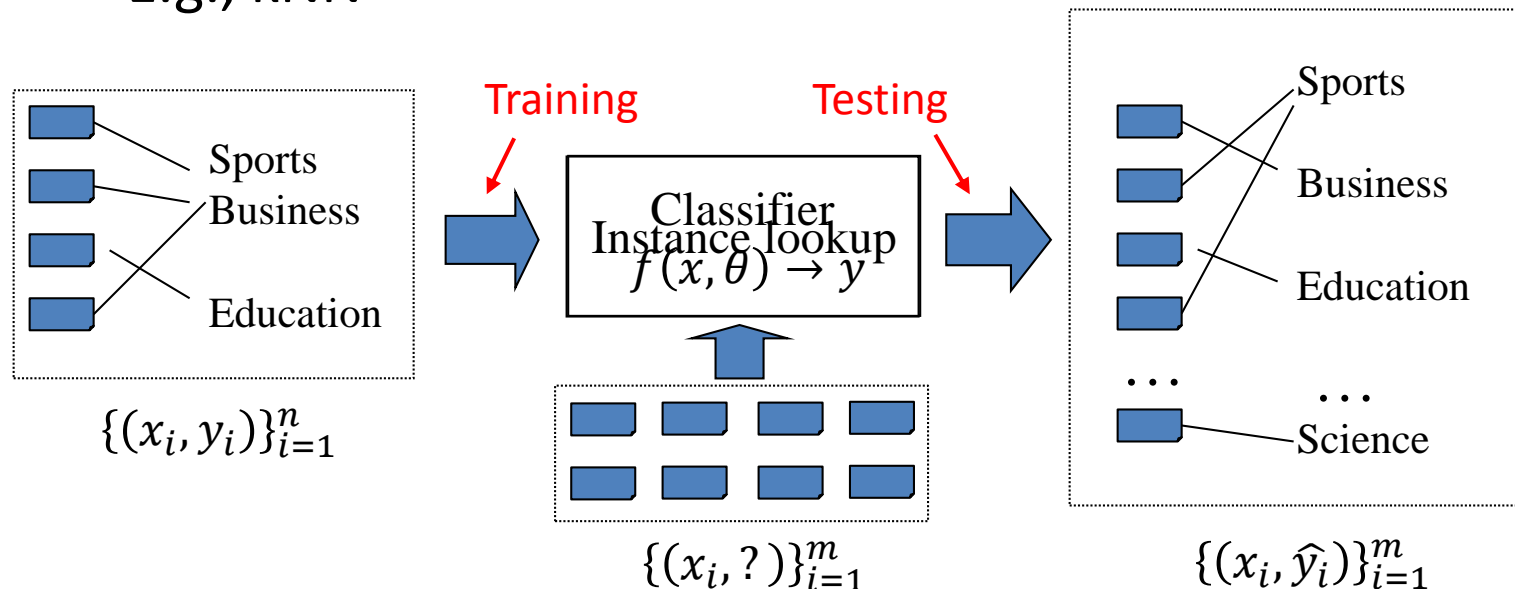 Training
Testing
Sports
Business
Education
{(x_i, y_i)}_{i=1}^n
Classifier
Instance lookup
f(x, θ) → y
{(x_i, ? )}_{i=1}^m
Sports
Business
Education
... ...
Science
{(x_i, ŷ_i)}_{i=1}^m